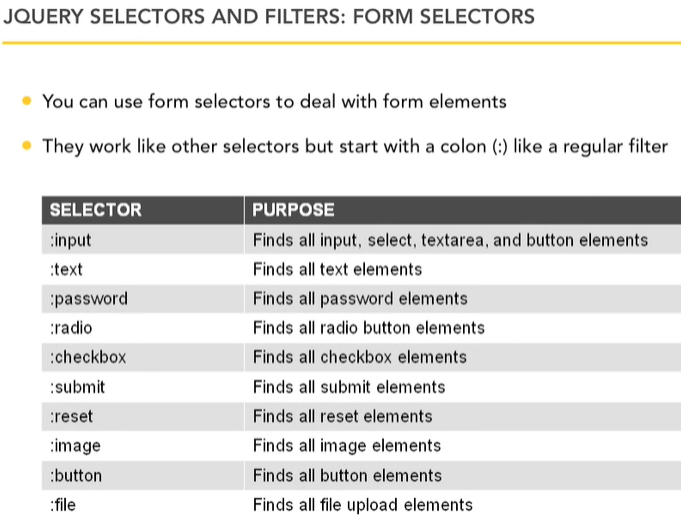 JQUERY SELECTORS AND FILTERS: FORM SELECTORS
You can use form selectors to deal with form elements
They work like other selectors but start with a colon (:) like a regular filter
SELECTOR PURPOSE
:input Finds all input, select, textarea, and button elements
:text Finds all text elements
:password Finds all password elements
:radio Finds all radio button elements
:checkbox Finds all checkbox elements
:submit Finds all submit elements
:reset Finds all reset elements
:image Finds all image elements
:button Finds all button elements
:file Finds all file upload elements